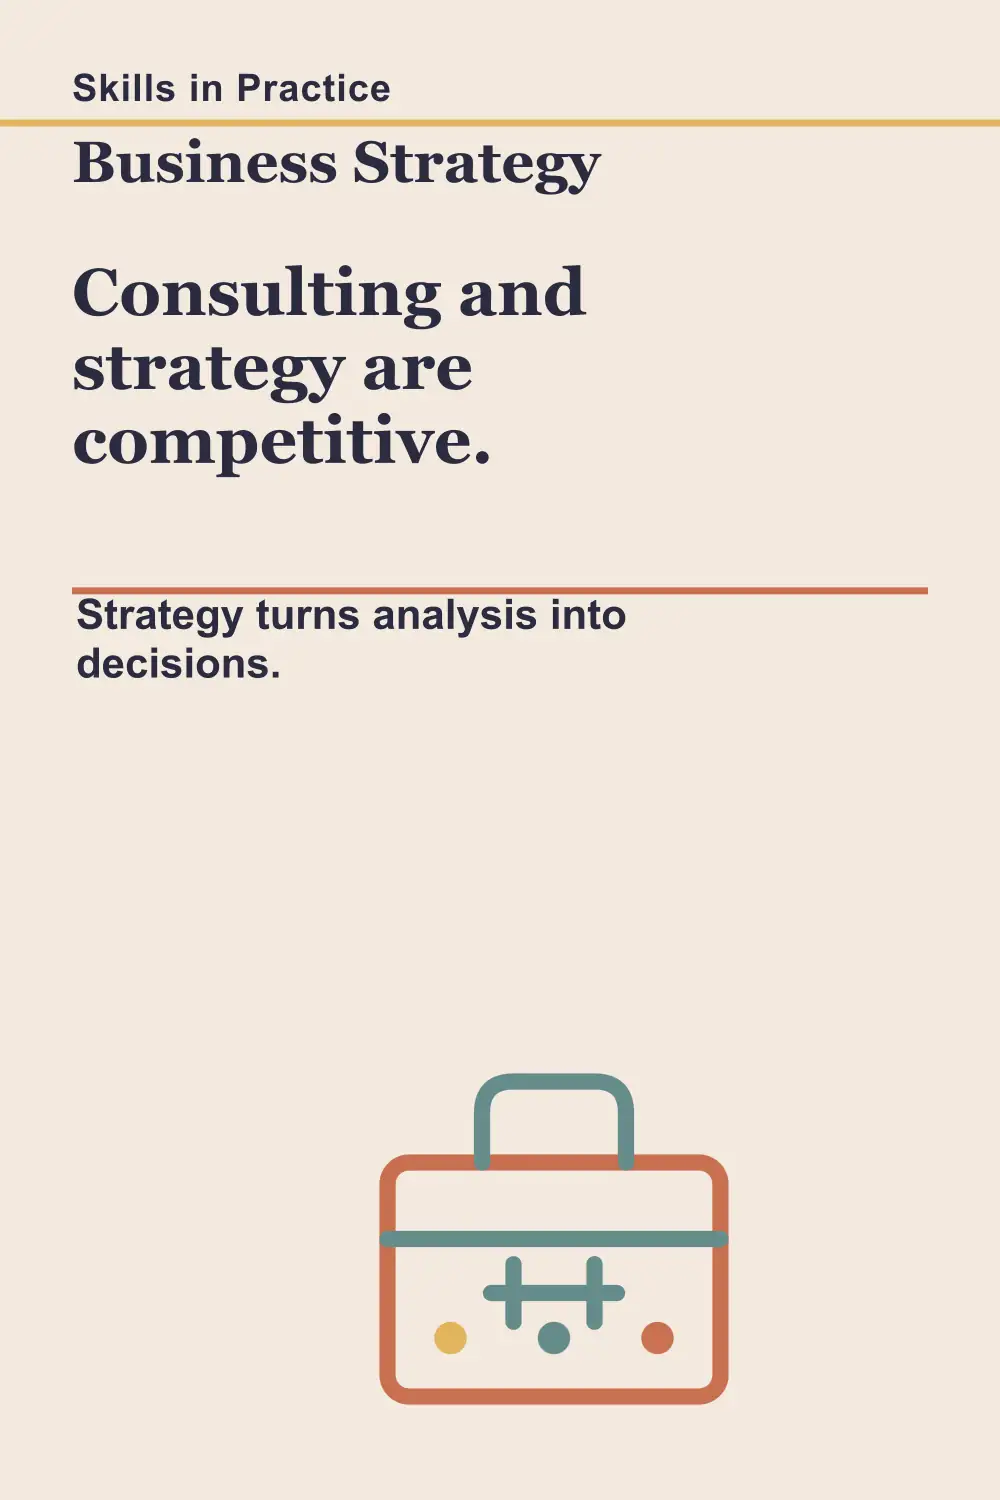 Skills in Practice
Business Strategy
Consulting and
strategy are
competitive.
Strategy turns analysis into
decisions.